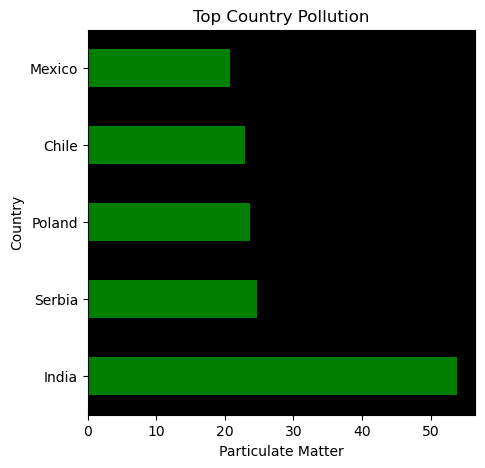 Top Country Pollution
Mexico
Chile
Poland
Serbia
India
Country
0 10 20 30 40 50
Particulate Matter